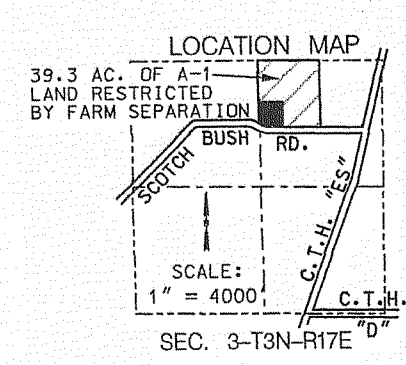 LOCATION MAP
39.3 AC. OF A-1
LAND RESTRICTED
BY FARM SEPARATION
SCOTCH
BUSH
RD.
C.T.H. "ES"
SCALE:
1" = 4000'
C.T.H.
"D"
SEC. 3-T3N-R17E